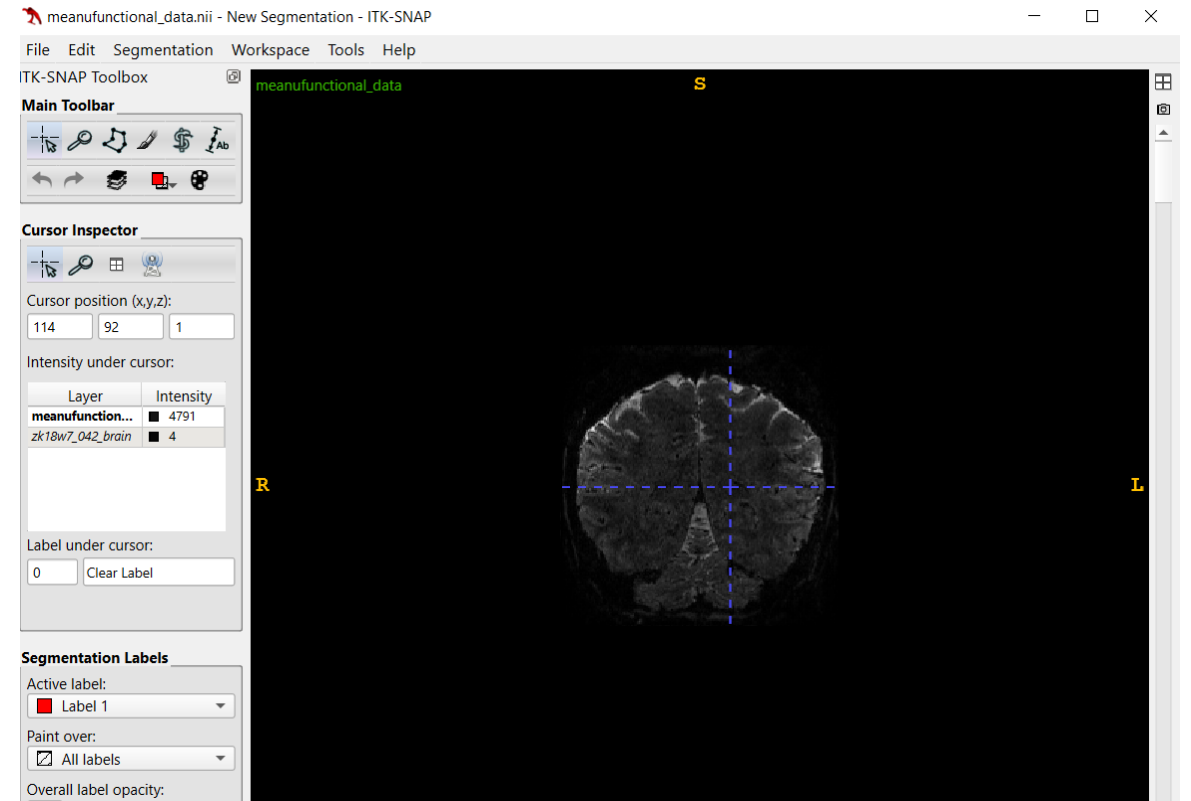 meanufunctional_data.nii - New Segmentation - ITK-SNAP
File Edit Segmentation Workspace Tools Help
ITK-SNAP Toolbox
meanufunctional_data
S
Main Toolbar
Ab
Cursor Inspector
Cursor position (x,y,z):
114 92 1
Intensity under cursor:
Layer Intensity
meanufunction... 4791
zk18w7_042_brain 4
R
L
Label under cursor:
0 Clear Label
Segmentation Labels
Active label:
Label 1
Paint over:
All labels
Overall label opacity: